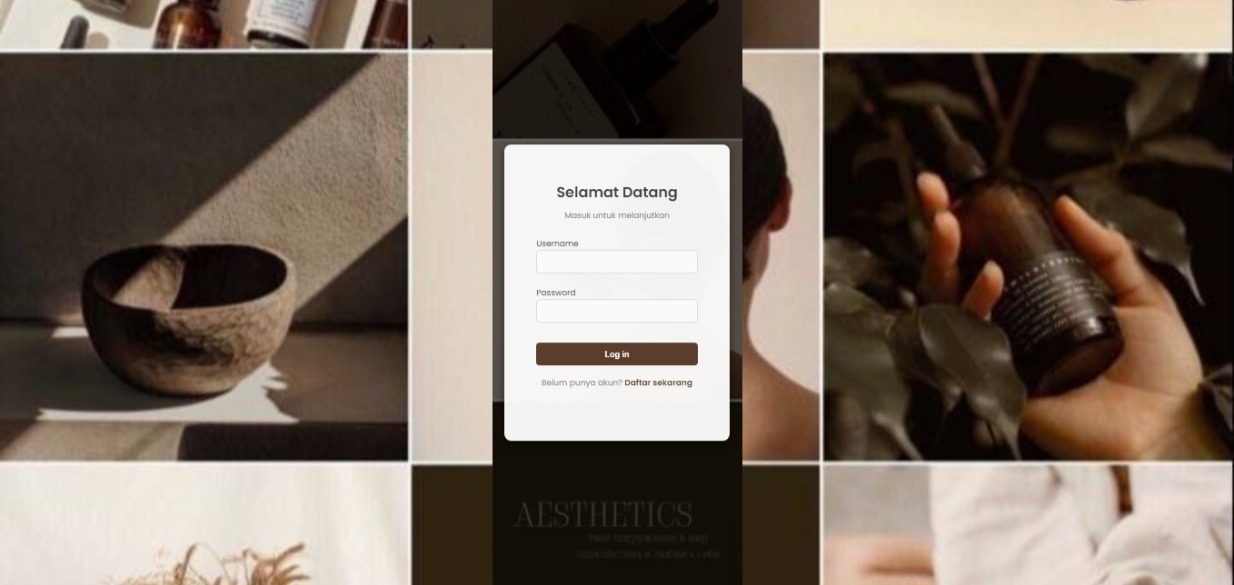 Selamat Datang
Masuk untuk melanjutkan
Username
Password
Log in
Belum punya akun? Daftar sekarang
AESTHETICS
твое погружение в мир
спокойствия и любви к себе